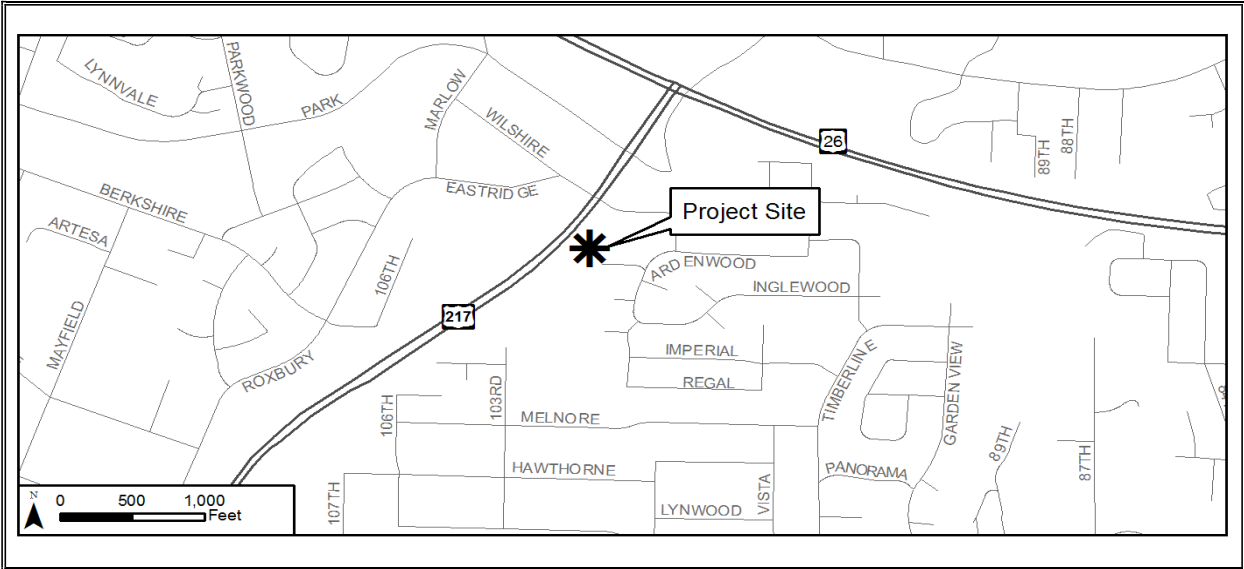 LYNNVALE
PARKWOOD
PARK
MARLOW
WILSHIRE
26
89TH
88TH
BERKSHIRE
EASTRIDGE
Project Site
ARTESA
106TH
ARDENWOOD
INGLEWOOD
217
MAYFIELD
ROXBURY
IMPERIAL
REGAL
TIMBERLINE
GARDEN VIEW
103RD
106TH
MELNORE
HAWTHORNE
PANORAMA
89TH
87TH
VISTA
107TH
LYNWOOD
N
0 500 1,000
Feet